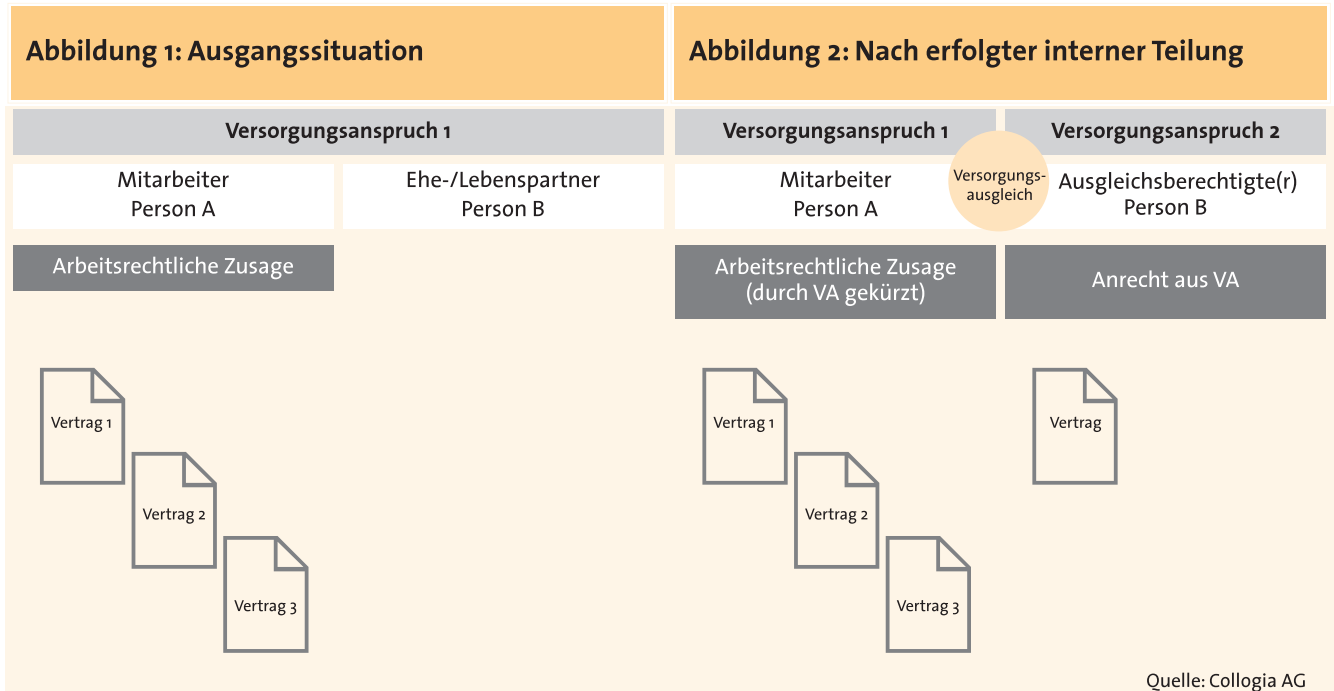 Abbildung 1: Ausgangssituation
Versorgungsanspruch 1
Mitarbeiter
Person A
Ehe-/Lebenspartner
Person B
Arbeitsrechtliche Zusage
Vertrag 1
Vertrag 2
Vertrag 3
Abbildung 2: Nach erfolgter interner Teilung
Versorgungsanspruch 1
Versorgungsanspruch 2
Mitarbeiter
Person A
Versorgungs-
ausgleich
Ausgleichsberechtigte(r)
Person B
Arbeitsrechtliche Zusage
(durch VA gekürzt)
Anrecht aus VA
Vertrag 1
Vertrag 2
Vertrag 3
Vertrag
Quelle: Collogia AG